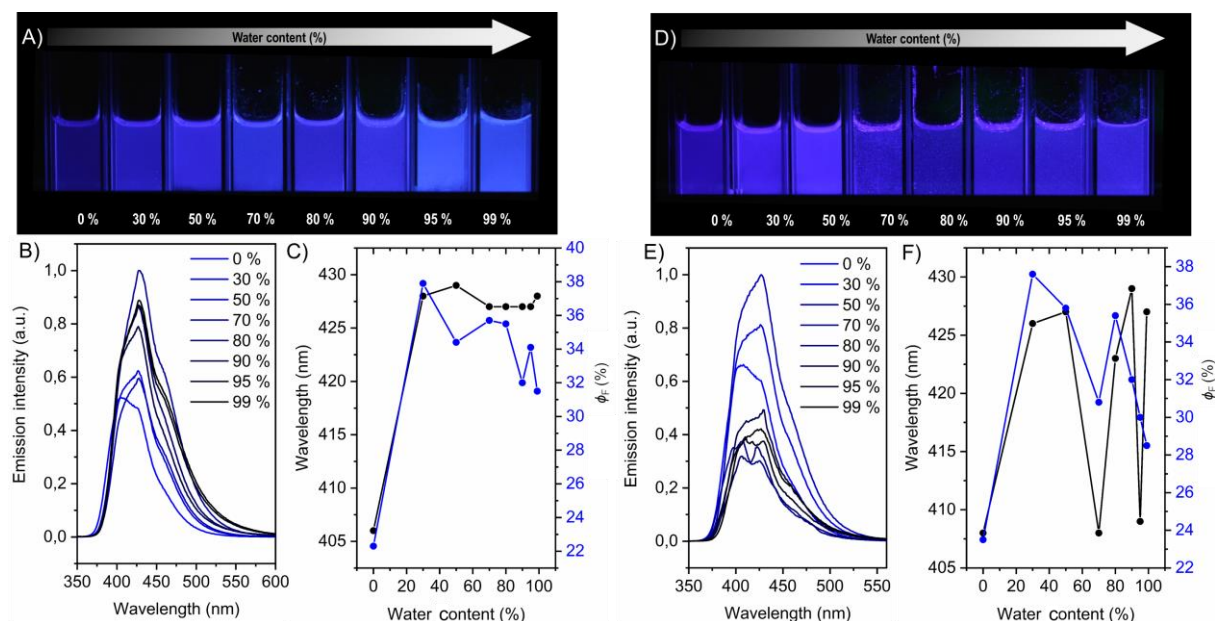 A)
Water content (%)
0 % 30 % 50 % 70 % 80 % 90 % 95 % 99 %
D)
Water content (%)
0 % 30 % 50 % 70 % 80 % 90 % 95 % 99 %
B)
Emission intensity (a.u.)
1,0
0,8
0,6
0,4
0,2
0,0
0 %
30 %
50 %
70 %
80 %
90 %
95 %
99 %
350 400 450 500 550 600
Wavelength (nm)
C)
Wavelength (nm)
430
425
420
415
410
405
40
38
36
34
32
30
28
26
24
22
ϕF (%)
0 20 40 60 80 100
Water content (%)
E)
Emission intensity (a.u.)
1,0
0,8
0,6
0,4
0,2
0,0
0 %
30 %
50 %
70 %
80 %
90 %
95 %
99 %
350 400 450 500 550
Wavelength (nm)
F)
Wavelength (nm)
430
425
420
415
410
405
38
36
34
32
30
28
26
24
22
ϕF (%)
0 20 40 60 80 100
Water content (%)